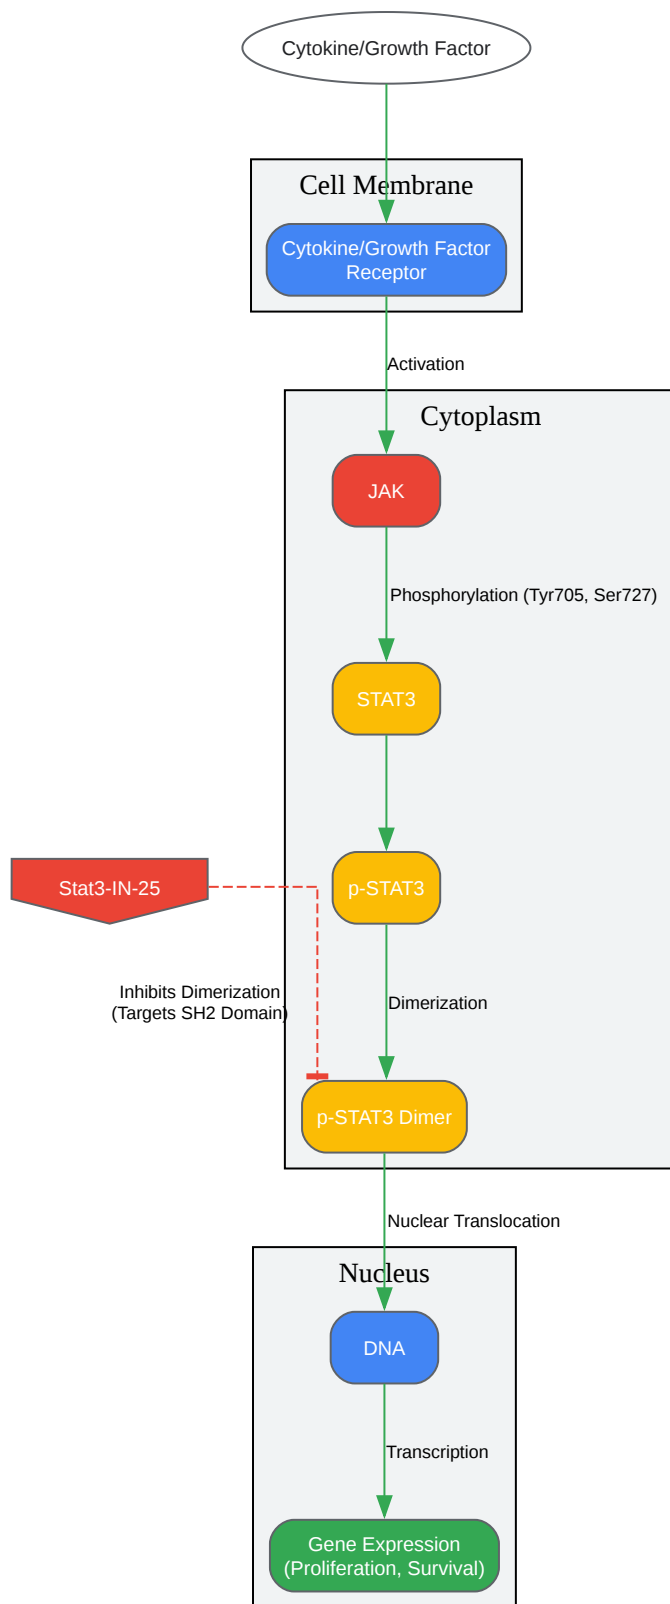 Cytokine/Growth Factor
Cell Membrane
Cytokine/Growth Factor
Receptor
Activation
Cytoplasm
JAK
Phosphorylation (Tyr705, Ser727)
STAT3
Stat3-IN-25
p-STAT3
Inhibits Dimerization
(Targets SH2 Domain)
Dimerization
p-STAT3 Dimer
Nuclear Translocation
Nucleus
DNA
Transcription
Gene Expression
(Proliferation, Survival)